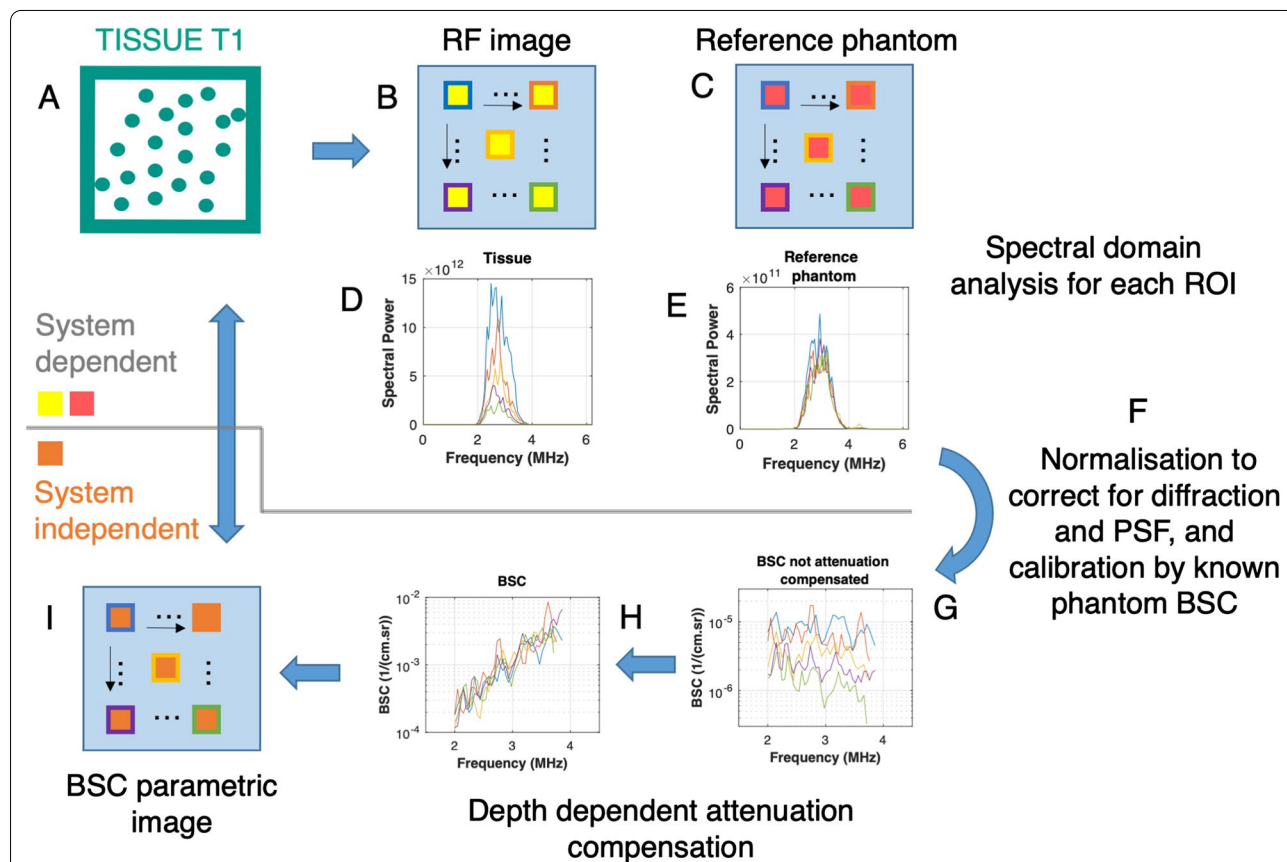 TISSUE T1
RF image
Reference phantom
A
B
C
...
...
⋮
⋮
⋮
⋮
...
...
Spectral domain
analysis for each ROI
D
Tissue
×10^12
Spectral Power
15
10
5
0
0 2 4 6
Frequency (MHz)
E
Reference
phantom
×10^11
Spectral Power
6
4
2
0
0 2 4 6
Frequency (MHz)
System
dependent
System
independent
F
Normalisation to
correct for diffraction
and PSF, and
calibration by known
phantom BSC
G
BSC not attenuation
compensated
BSC (1/(cm.sr))
10^-5
10^-6
2 3 4
Frequency (MHz)
H
BSC
BSC (1/(cm.sr))
10^-2
10^-3
10^-4
2 3 4
Frequency (MHz)
Depth dependent attenuation
compensation
I
...
⋮
⋮
...
BSC parametric
image